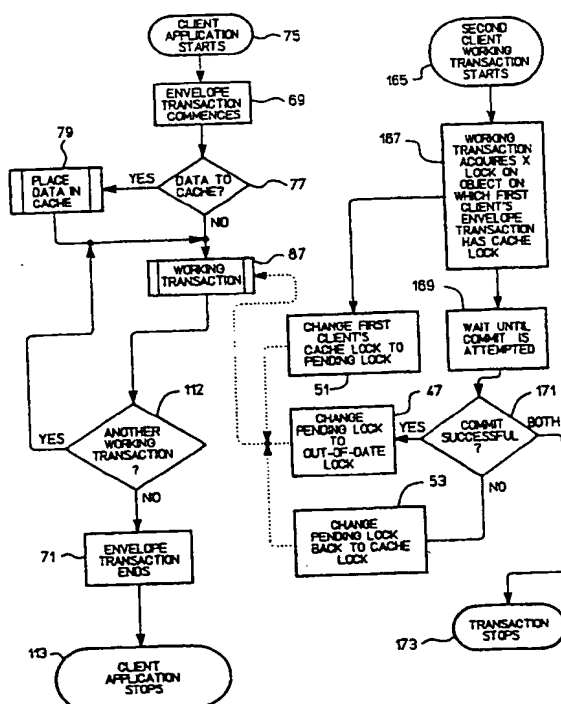 CLIENT
APPLICATION
STARTS
75
ENVELOPE
TRANSACTION
COMMENCES
69
79
PLACE
DATA IN
CACHE
YES
DATA TO
CACHE?
77
NO
WORKING
TRANSACTION
87
112
YES
ANOTHER
WORKING
TRANSACTION
?
NO
71
ENVELOPE
TRANSACTION
ENDS
113
CLIENT
APPLICATION
STOPS
SECOND
CLIENT
WORKING
TRANSACTION
STARTS
165
167
WORKING
TRANSACTION
ACQUIRES X
LOCK ON
OBJECT ON
WHICH FIRST
CLIENT'S
ENVELOPE
TRANSACTION
HAS CACHE
LOCK
169
WAIT UNTIL
COMMIT IS
ATTEMPTED
CHANGE FIRST
CLIENT'S
CACHE LOCK TO
PENDING LOCK
51
47
CHANGE
PENDING LOCK
TO
OUT-OF-DATE
LOCK
YES
171
COMMIT
SUCCESSFUL
?
BOTH
NO
53
CHANGE
PENDING LOCK
BACK TO CACHE
LOCK
TRANSACTION
STOPS
173